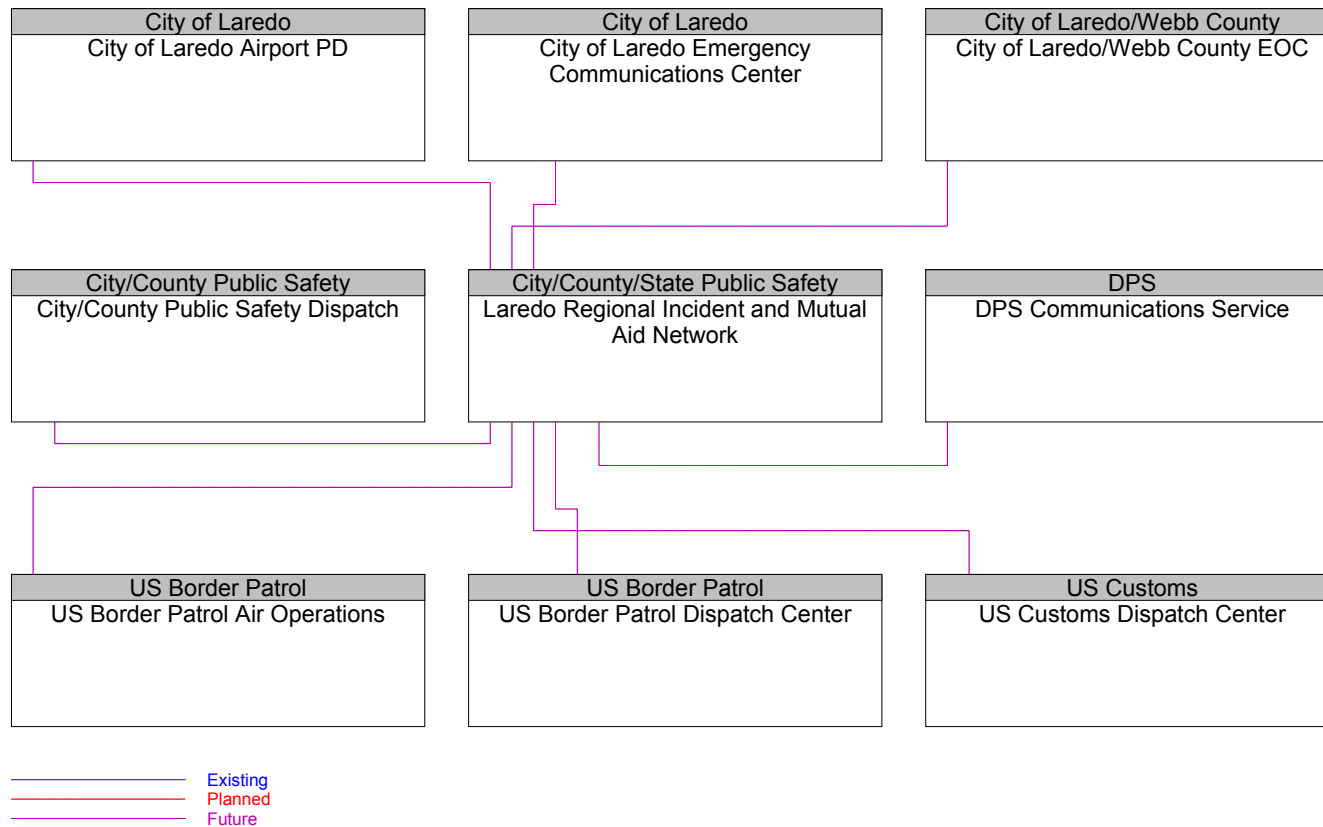 City of Laredo
City of Laredo Airport PD
City of Laredo
City of Laredo Emergency
Communications Center
City of Laredo/Webb County
City of Laredo/Webb County EOC
City/County Public Safety
City/County Public Safety Dispatch
City/County/State Public Safety
Laredo Regional Incident and Mutual
Aid Network
DPS
DPS Communications Service
US Border Patrol
US Border Patrol Air Operations
US Border Patrol
US Border Patrol Dispatch Center
US Customs
US Customs Dispatch Center
Existing
Planned
Future